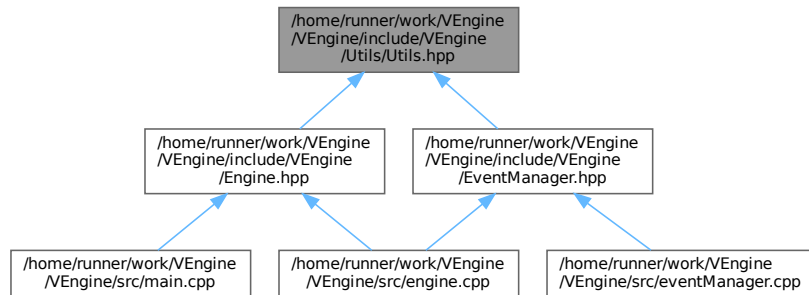 /home/runner/work/VEngine
/VEngine/include/VEngine
/Utils/Utils.hpp
/home/runner/work/VEngine
/VEngine/include/VEngine
/Engine.hpp
/home/runner/work/VEngine
/VEngine/include/VEngine
/EventManager.hpp
/home/runner/work/VEngine
/VEngine/src/main.cpp
/home/runner/work/VEngine
/VEngine/src/engine.cpp
/home/runner/work/VEngine
/VEngine/src/eventManager.cpp